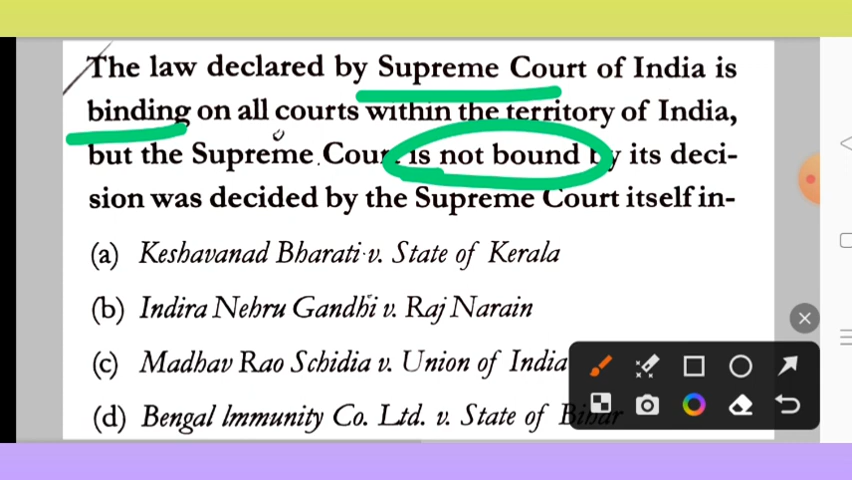 The law declared by Supreme Court of India is
binding on all courts within the territory of India,
but the Supreme Court is not bound by its deci-
sion was decided by the Supreme Court itself in-
(a) Keshavanad Bharati v. State of Kerala
(b) Indira Nehru Gandhi v. Raj Narain
(c) Madhav Rao Schidia v. Union of India
(d) Bengal lmmunity Co. Ltd. v. State of Bihar